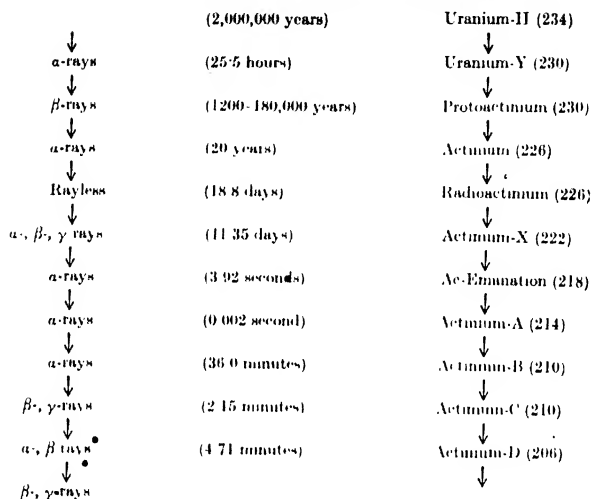 (2,000,000 years) Uranium-II (234)
↓ ↓
α-rays (25·5 hours) Uranium-Y (230)
↓ ↓
β-rays (1200-180,000 years) Protoactinium (230)
↓ ↓
α-rays (20 years) Actinium (226)
↓ ↓
Rayless (18·8 days) Radioactinium (226)
↓ ↓
α-, β-, γ rays (11·35 days) Actinium-X (222)
↓ ↓
α-rays (3·92 seconds) Ac-Emanation (218)
↓ ↓
α-rays (0·002 second) Actinium-A (214)
↓ ↓
α-rays (36·0 minutes) Actinium-B (210)
↓ ↓
β-, γ-rays (2·15 minutes) Actinium-C (210)
↓ ↓
α-, β rays (4·71 minutes) Actinium-D (206)
↓ ↓
β-, γ-rays